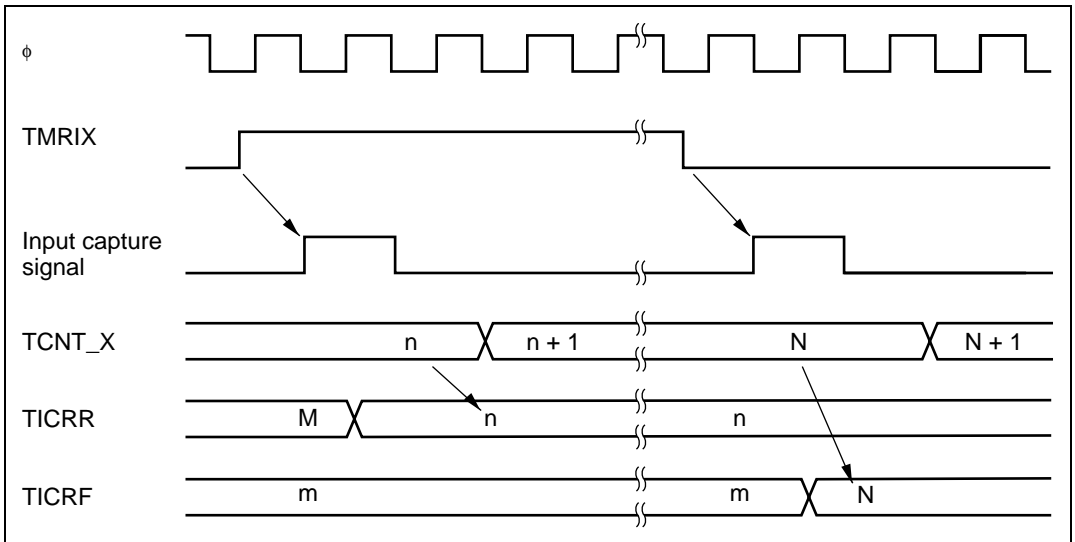 ϕ
TMRIX
Input capture
signal
TCNT_X n n + 1 N N + 1
TICRR M n n
TICRF m m N